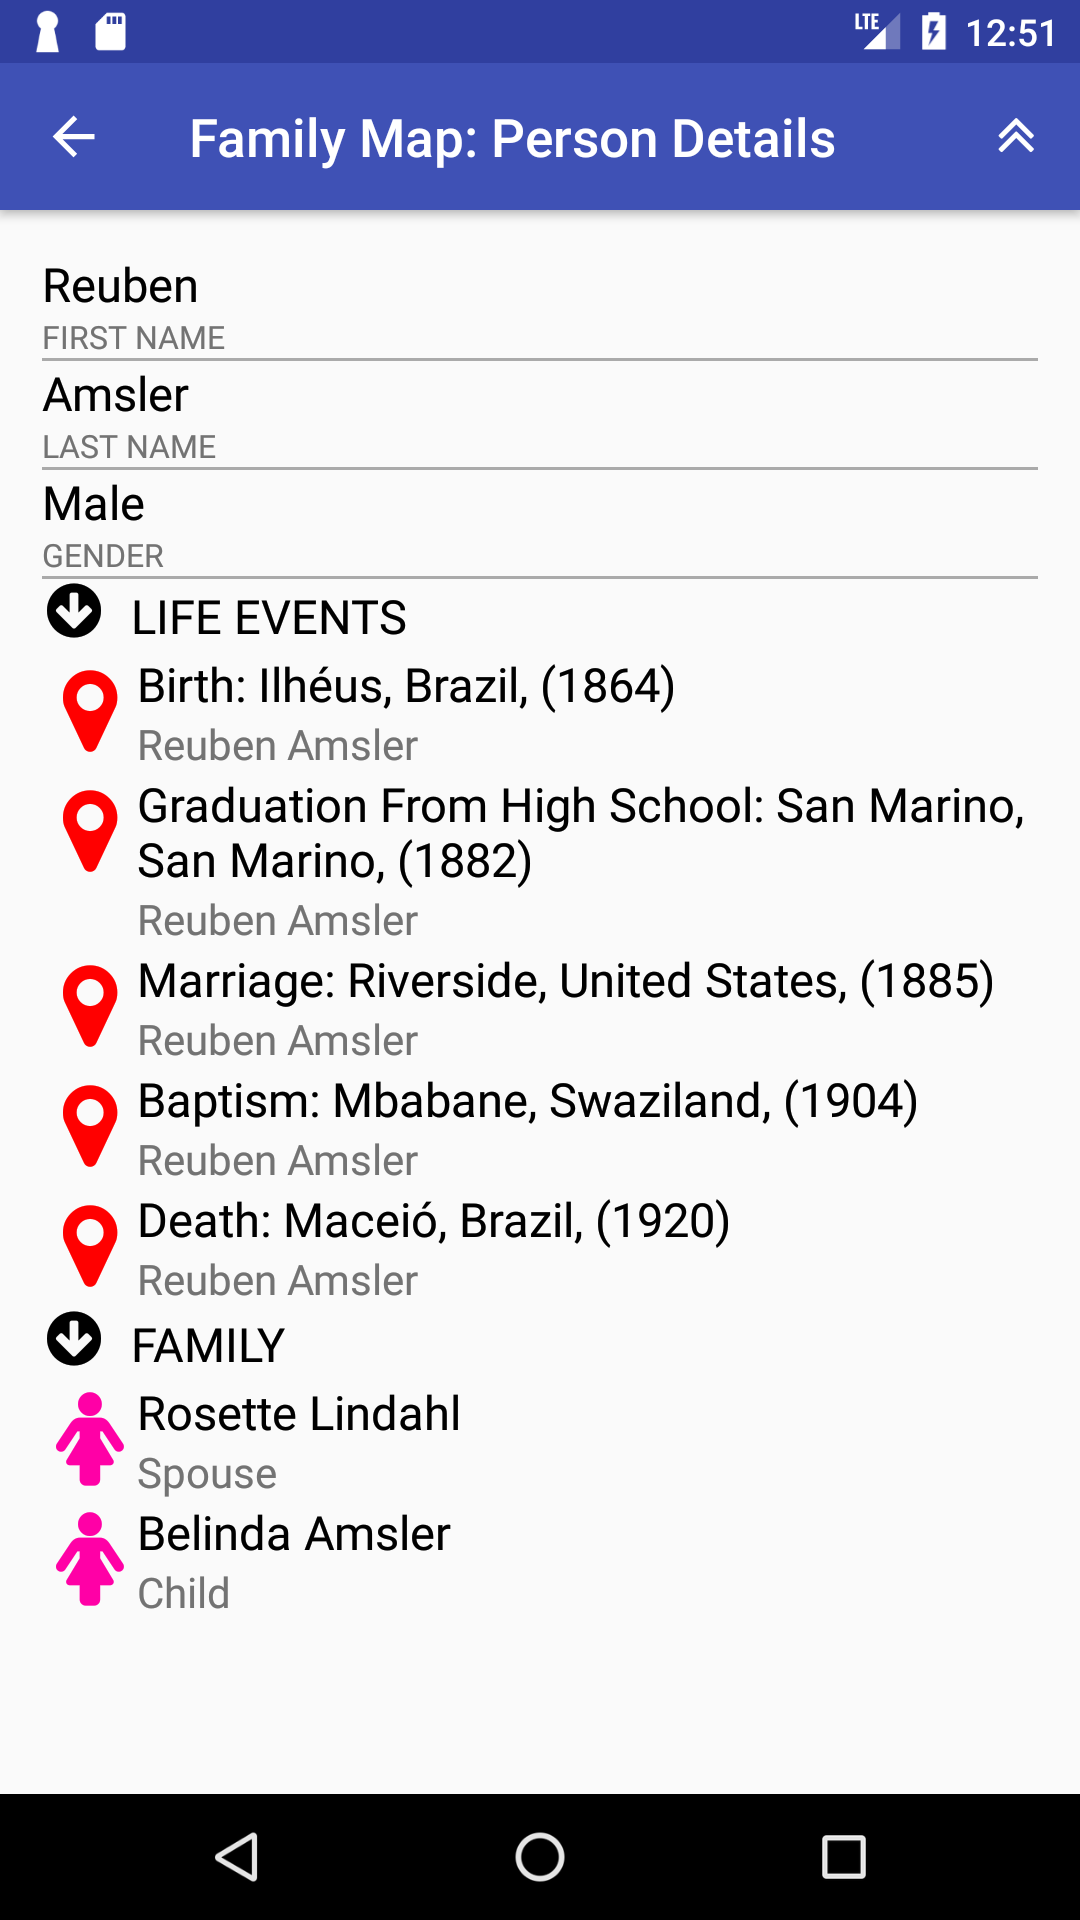 LTE 12:51
Family Map: Person Details
Reuben
FIRST NAME
Amsler
LAST NAME
Male
GENDER
LIFE EVENTS
Birth: Ilhéus, Brazil, (1864)
Reuben Amsler
Graduation From High School: San Marino,
San Marino, (1882)
Reuben Amsler
Marriage: Riverside, United States, (1885)
Reuben Amsler
Baptism: Mbabane, Swaziland, (1904)
Reuben Amsler
Death: Maceió, Brazil, (1920)
Reuben Amsler
FAMILY
Rosette Lindahl
Spouse
Belinda Amsler
Child